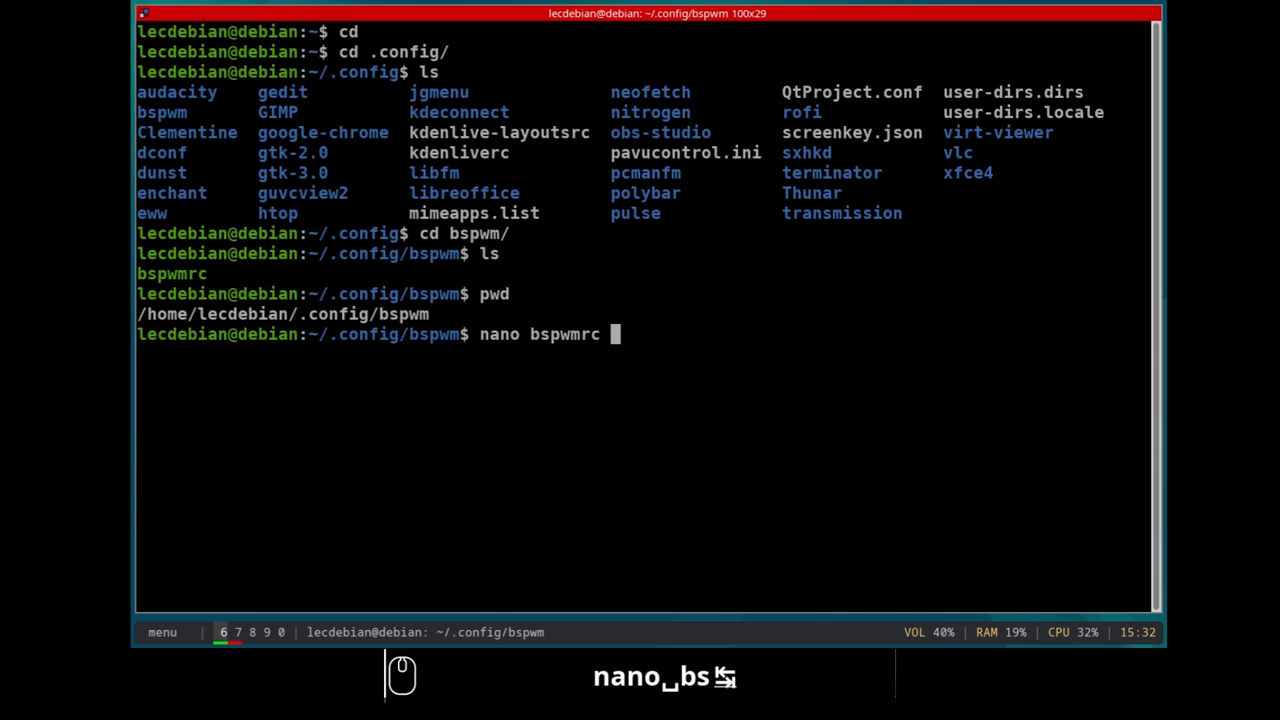 lecdebian@debian: ~/.config/bspwm 100x29
lecdebian@debian:~$ cd
lecdebian@debian:~$ cd .config/
lecdebian@debian:~/.config$ ls
audacity gedit jgmenu neofetch QtProject.conf user-dirs.dirs
bspwm GIMP kdeconnect nitrogen rofi user-dirs.locale
Clementine google-chrome kdenlive-layoutsrc obs-studio screenkey.json virt-viewer
dconf gtk-2.0 kdenliverc pavucontrol.ini sxhkd vlc
dunst gtk-3.0 libfm pcmanfm terminator xfce4
enchant guvcview2 libreoffice polybar Thunar
eww htop mimeapps.list pulse transmission
lecdebian@debian:~/.config$ cd bspwm/
lecdebian@debian:~/.config/bspwm$ ls
bspwmrc
lecdebian@debian:~/.config/bspwm$ pwd
/home/lecdebian/.config/bspwm
lecdebian@debian:~/.config/bspwm$ nano bspwmrc
menu | 6 7 8 9 0 | lecdebian@debian: ~/.config/bspwm VOL 40% | RAM 19% | CPU 32% | 15:32
nano␣bs↹